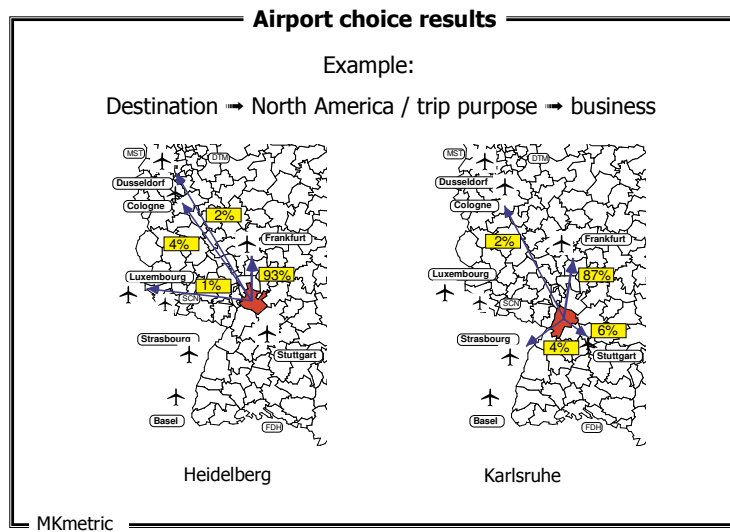 Airport choice results
Example:
Destination ➟ North America / trip purpose ➟ business
MST
DTM
Dusseldorf
Cologne
2%
4%
Frankfurt
Luxembourg
1%
93%
SCN
Strasbourg
Stuttgart
Basel
FDH
Heidelberg
MST
DTM
Dusseldorf
Cologne
2%
Frankfurt
Luxembourg
87%
SCN
6%
Strasbourg
4%
Stuttgart
Basel
FDH
Karlsruhe
MKmetric